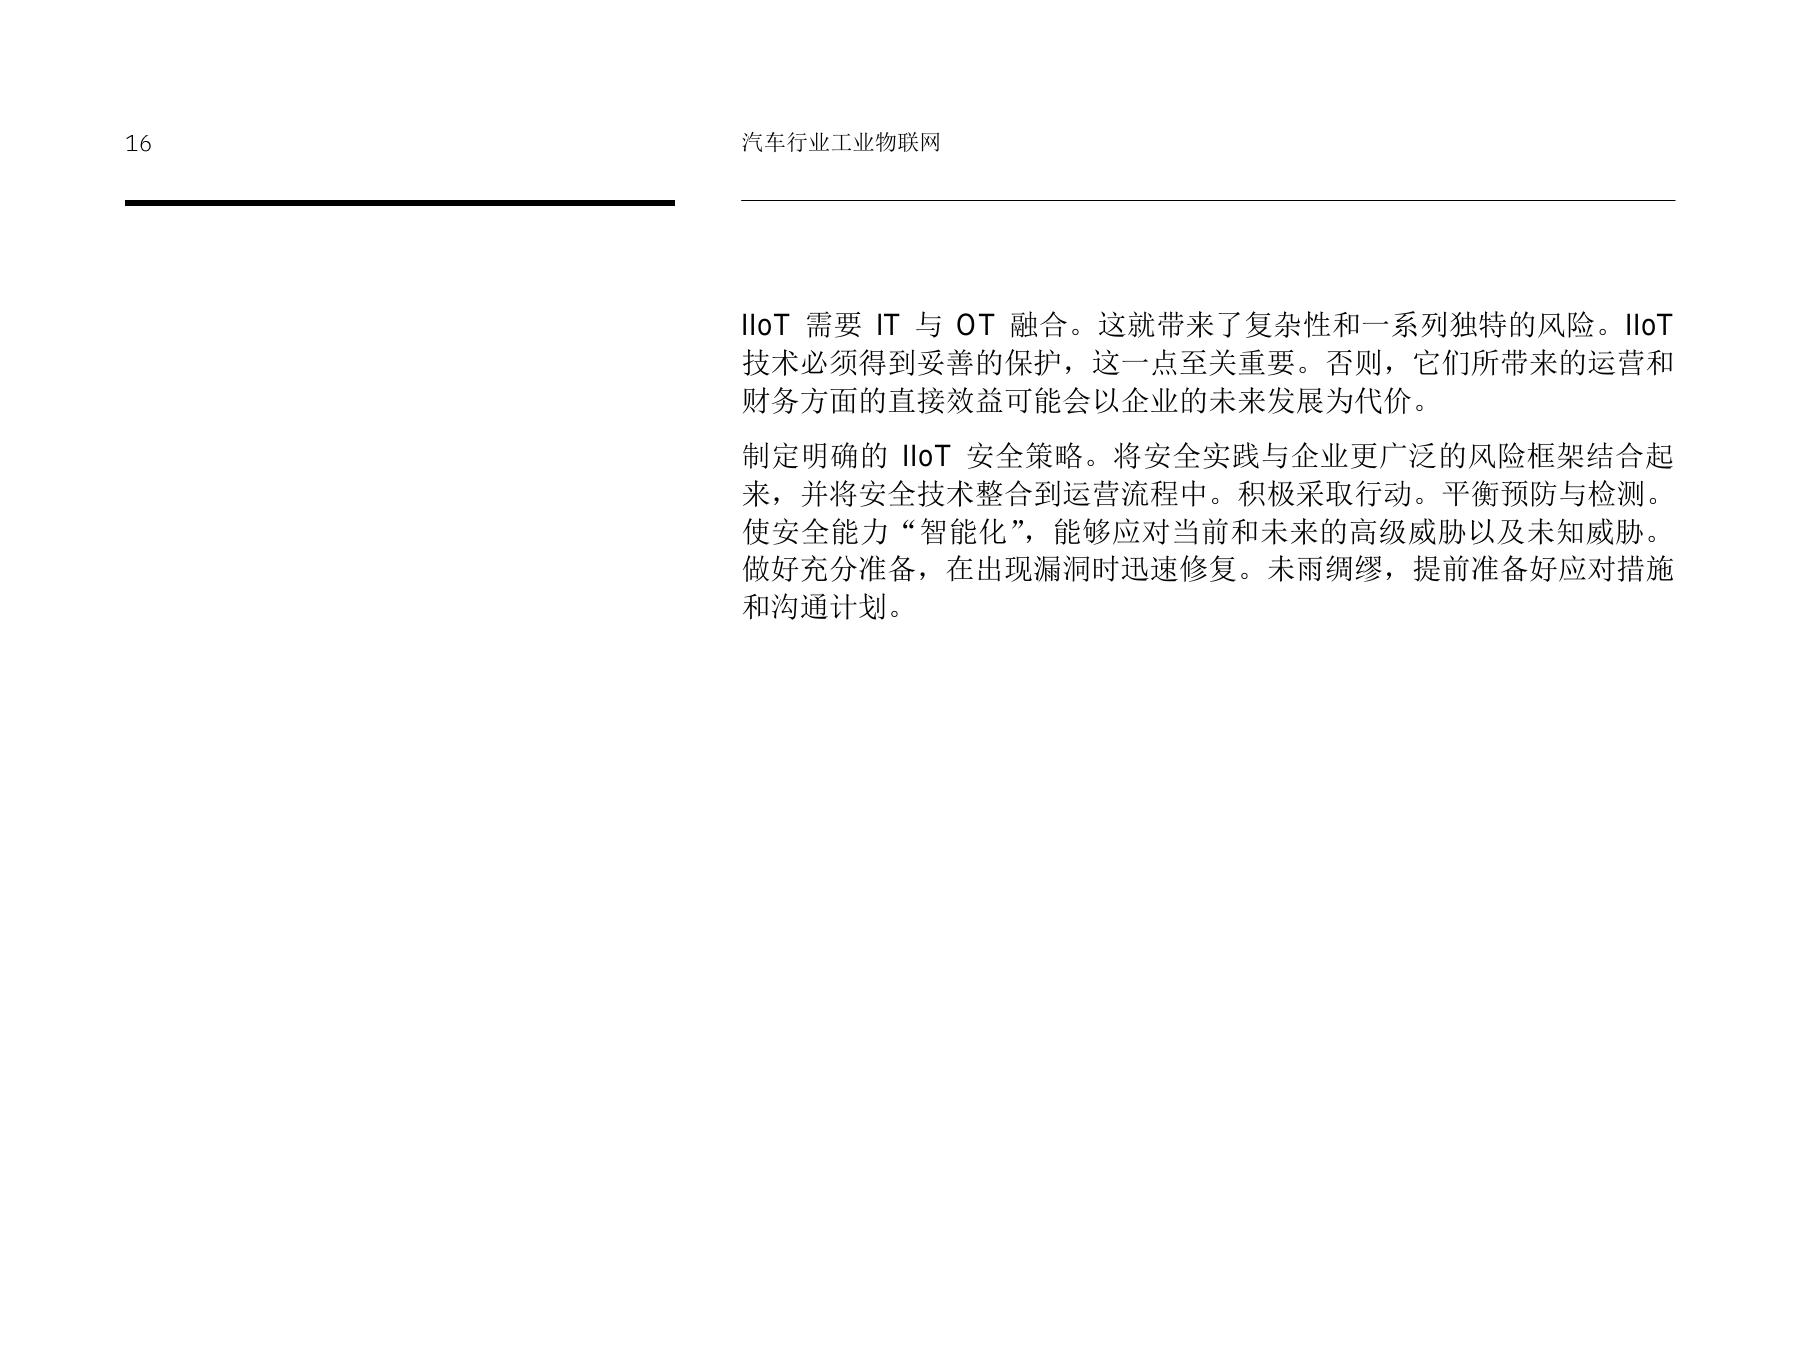 16
汽车行业工业物联网
IIoT 需要 IT 与 OT 融合。这就带来了复杂性和一系列独特的风险。IIoT
技术必须得到妥善的保护，这一点至关重要。否则，它们所带来的运营和
财务方面的直接效益可能会以企业的未来发展为代价。
制定明确的 IIoT 安全策略。将安全实践与企业更广泛的风险框架结合起
来，并将安全技术整合到运营流程中。积极采取行动。平衡预防与检测。
使安全能力“智能化”，能够应对当前和未来的高级威胁以及未知威胁。
做好充分准备，在出现漏洞时迅速修复。未雨绸缪，提前准备好应对措施
和沟通计划。